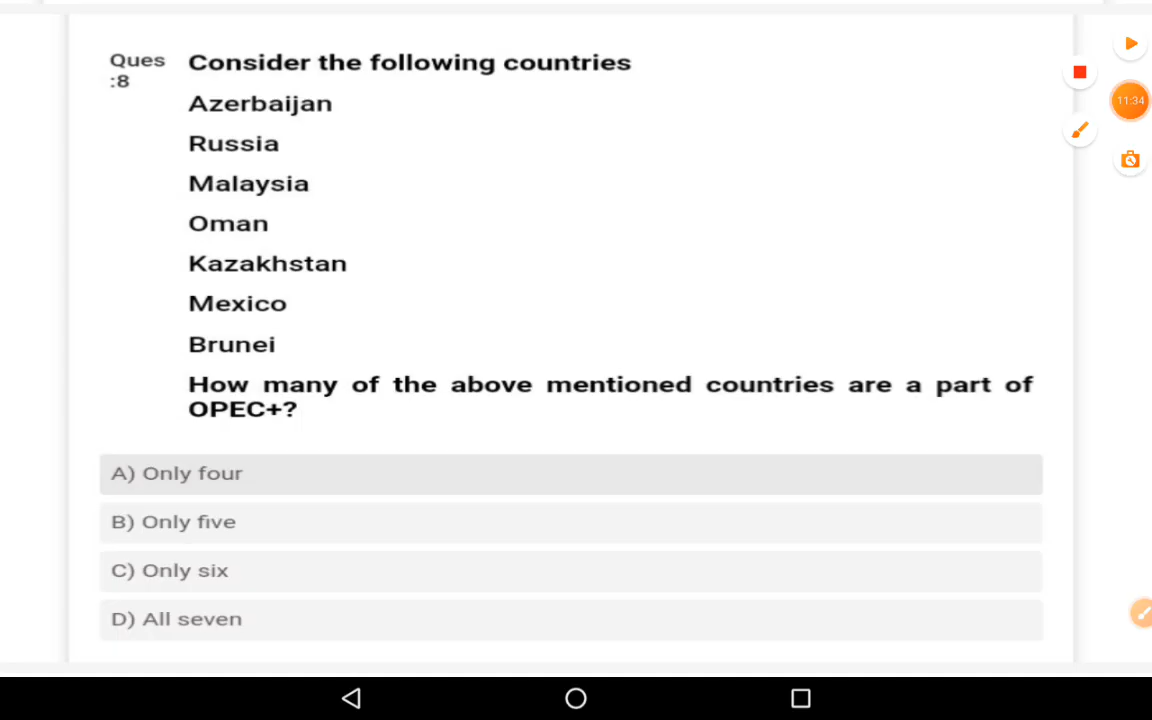 Ques
:8
Consider the following countries
Azerbaijan
Russia
Malaysia
Oman
Kazakhstan
Mexico
Brunei
How many of the above mentioned countries are a part of
OPEC+?
A) Only four
B) Only five
C) Only six
D) All seven
11:34